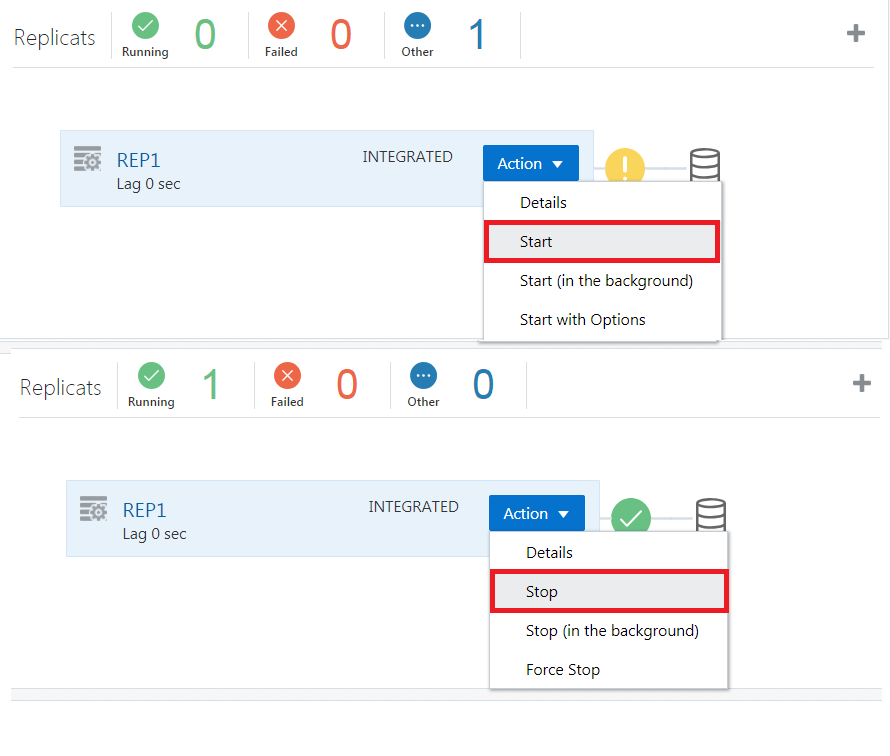 Replicats
Running 0
Failed 0
Other 1
REP1
Lag 0 sec
INTEGRATED
Action
Details
Start
Start (in the background)
Start with Options
Replicats
Running 1
Failed 0
Other 0
REP1
Lag 0 sec
INTEGRATED
Action
Details
Stop
Stop (in the background)
Force Stop